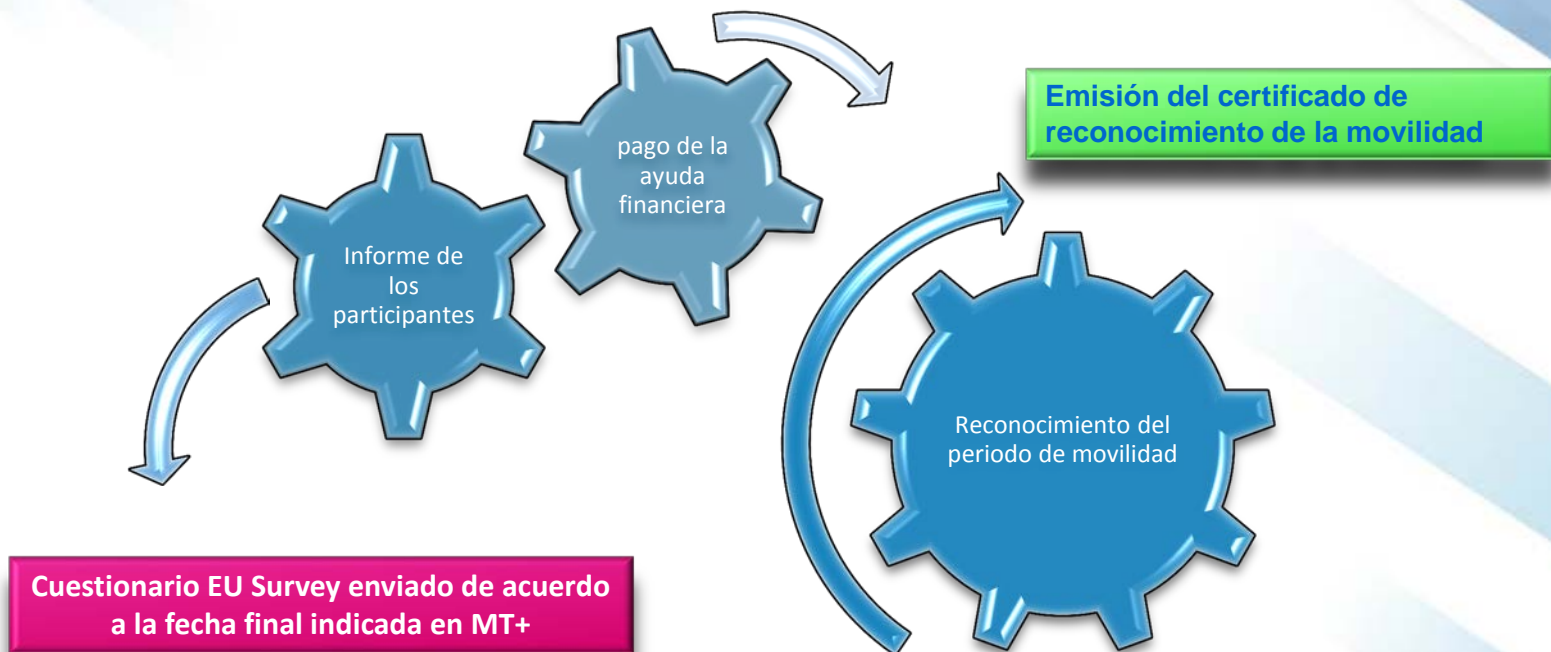 pago de la
ayuda
financiera
Emisión del certificado de
reconocimiento de la movilidad
Informe de
los
participantes
Reconocimiento del
periodo de movilidad
Cuestionario EU Survey enviado de acuerdo
a la fecha final indicada en MT+